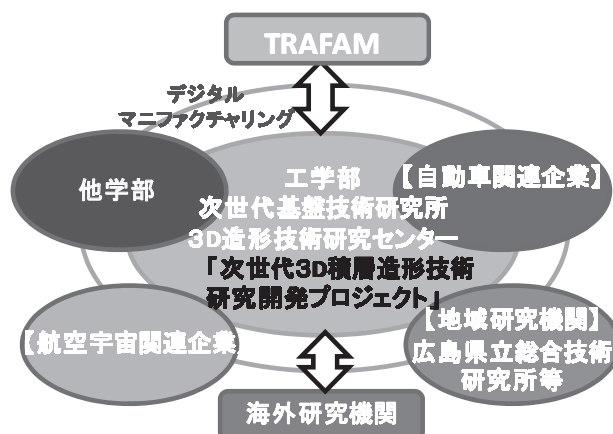 TRAFAM
デジタル
マニファクチャリング
他学部
工学部
次世代基盤技術研究所
3D造形技術研究センター
「次世代3D積層造形技術
研究開発プロジェクト」
【自動車関連企業】
【航空宇宙関連企業】
【地域研究機関】
広島県立総合技術
研究所等
海外研究機関